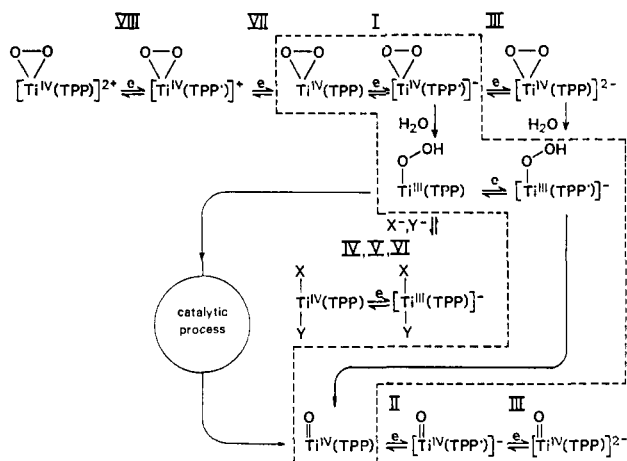 VIII VII I III
O O O O O O O O O O
[Ti^IV(TPP)]^2+ ⇌ e [Ti^IV(TPP·)]^+ ⇌ e Ti^IV(TPP) ⇌ e [Ti^IV(TPP·)]^- ⇌ e [Ti^IV(TPP)]^2-
H₂O H₂O
O OH O OH
Ti^III(TPP) ⇌ e [Ti^III(TPP·)]^-
X^-,Y^- ⇌
IV, V, VI
X X
Ti^IV(TPP) ⇌ e [Ti^III(TPP)]^-
Y Y
catalytic
process
II III
O O O
Ti^IV(TPP) ⇌ e [Ti^IV(TPP·)]^- ⇌ e [Ti^IV(TPP)]^2-